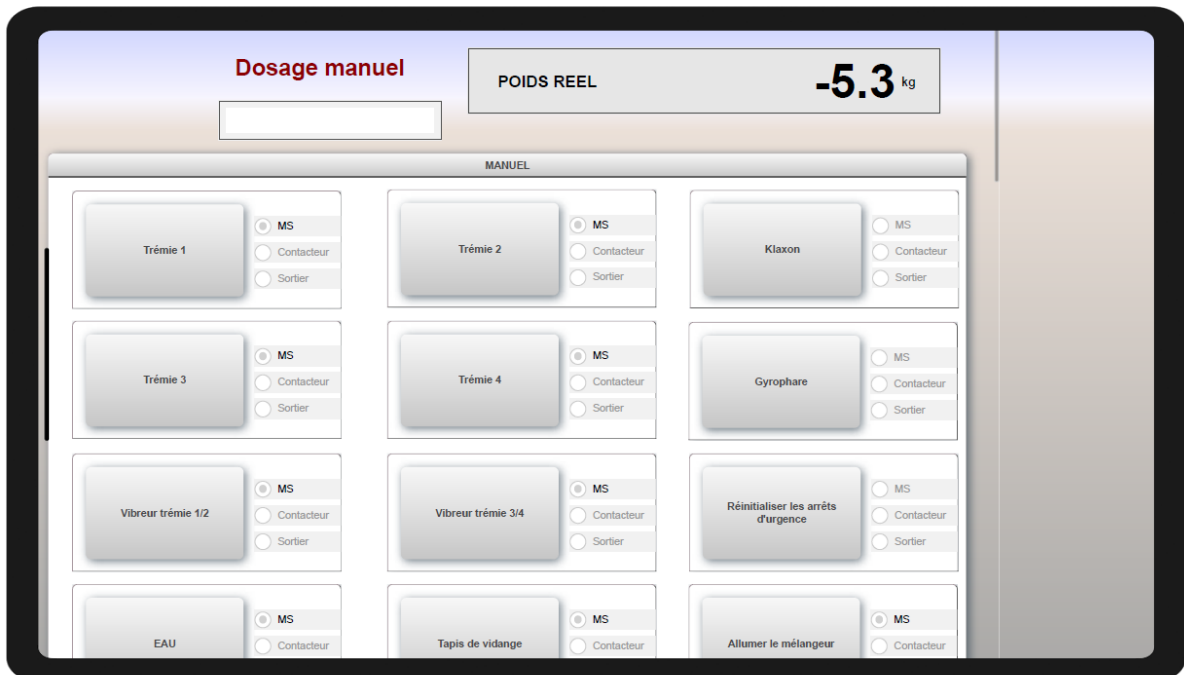 Dosage manuel
POIDS REEL
-5.3 kg
MANUEL
Trémie 1
MS
Contacteur
Sortier
Trémie 2
MS
Contacteur
Sortier
Klaxon
MS
Contacteur
Sortier
Trémie 3
MS
Contacteur
Sortier
Trémie 4
MS
Contacteur
Sortier
Gyrophare
MS
Contacteur
Sortier
Vibreur trémie 1/2
MS
Contacteur
Sortier
Vibreur trémie 3/4
MS
Contacteur
Sortier
Réinitialiser les arrêts
d'urgence
MS
Contacteur
Sortier
EAU
MS
Contacteur
Tapis de vidange
MS
Contacteur
Allumer le mélangeur
MS
Contacteur